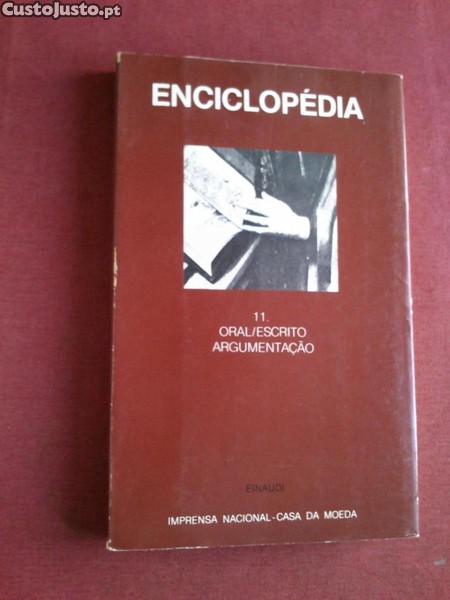 CustoJusto.pt
ENCICLOPÉDIA
11.
ORAL/ESCRITO
ARGUMENTAÇÃO
EINAUDI
IMPRENSA NACIONAL-CASA DA MOEDA